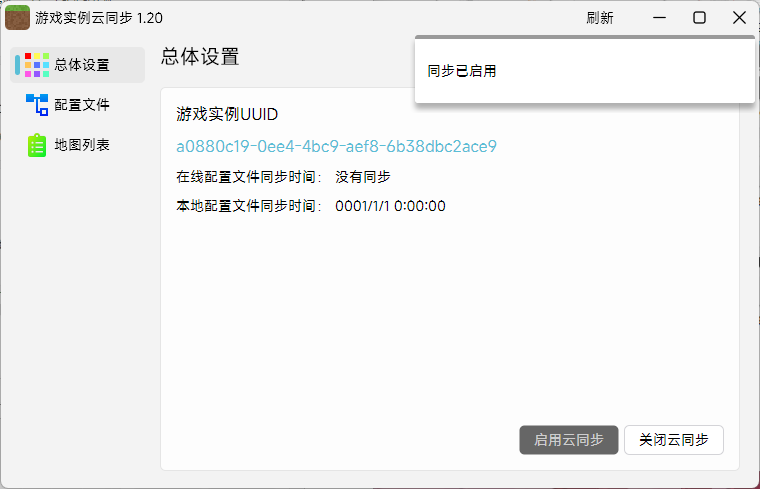 游戏实例云同步 1.20
刷新
同步已启用
总体设置
配置文件
地图列表
总体设置
游戏实例UUID
a0880c19-0ee4-4bc9-aef8-6b38dbc2ace9
在线配置文件同步时间： 没有同步
本地配置文件同步时间： 0001/1/1 0:00:00
启用云同步
关闭云同步